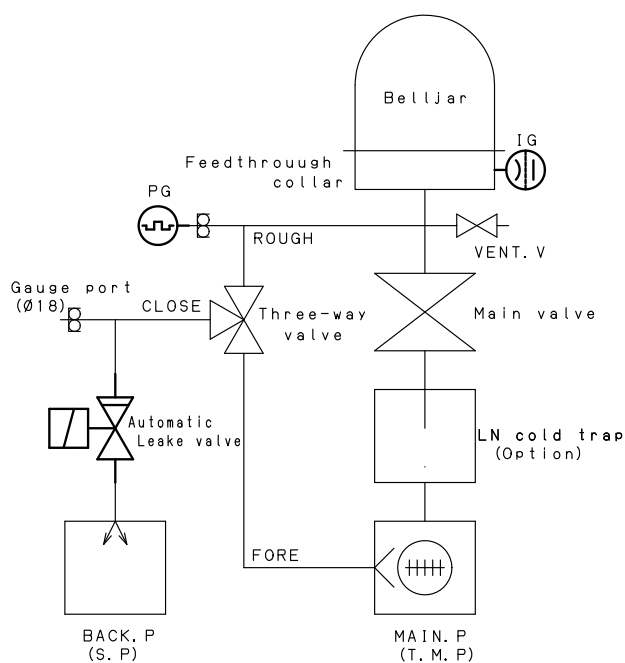 Belljar
IG
Feedthrouugh
collar
PG
ROUGH
VENT. V
Gauge port
(Ø18)
CLOSE
Three-way
valve
Main valve
Automatic
Leake valve
LN cold trap
(Option)
FORE
BACK. P
(S. P)
MAIN. P
(T. M. P)